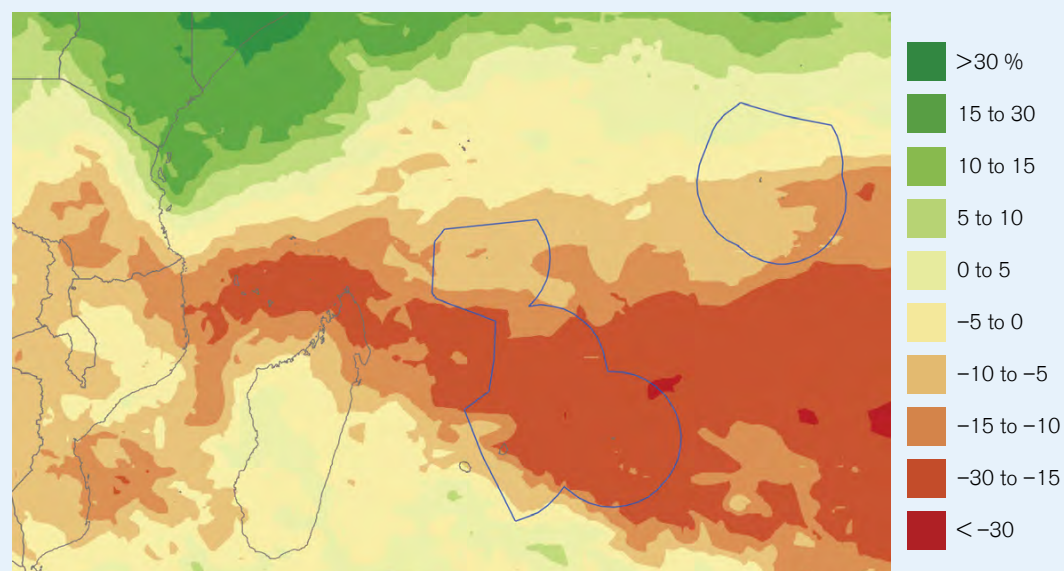 >30 %
15 to 30
10 to 15
5 to 10
0 to 5
–5 to 0
–10 to –5
–15 to –10
–30 to –15
< –30